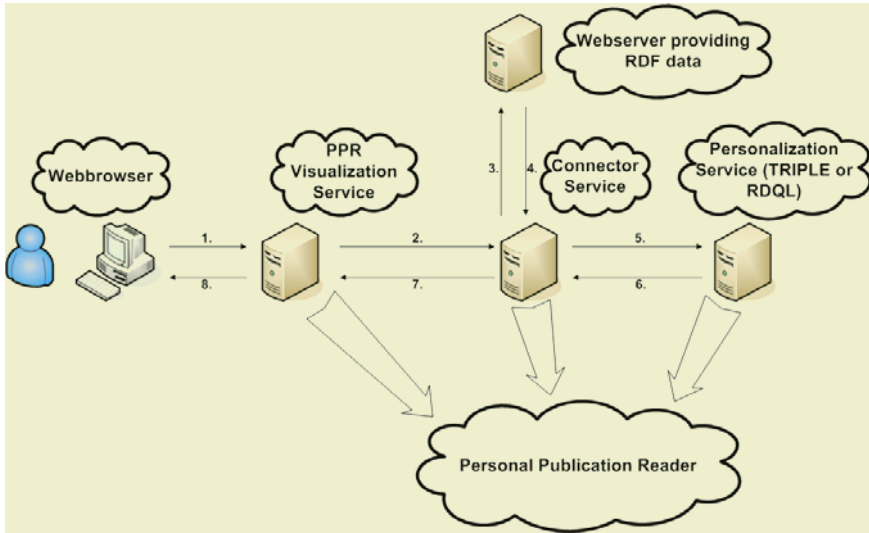 Webserver providing
RDF data
PPR
Visualization
Service
Personalization
Service (TRIPLE or
RDQL)
Connector
Service
Webbrowser
3.
4.
1.
2.
5.
8.
7.
6.
Personal Publication Reader